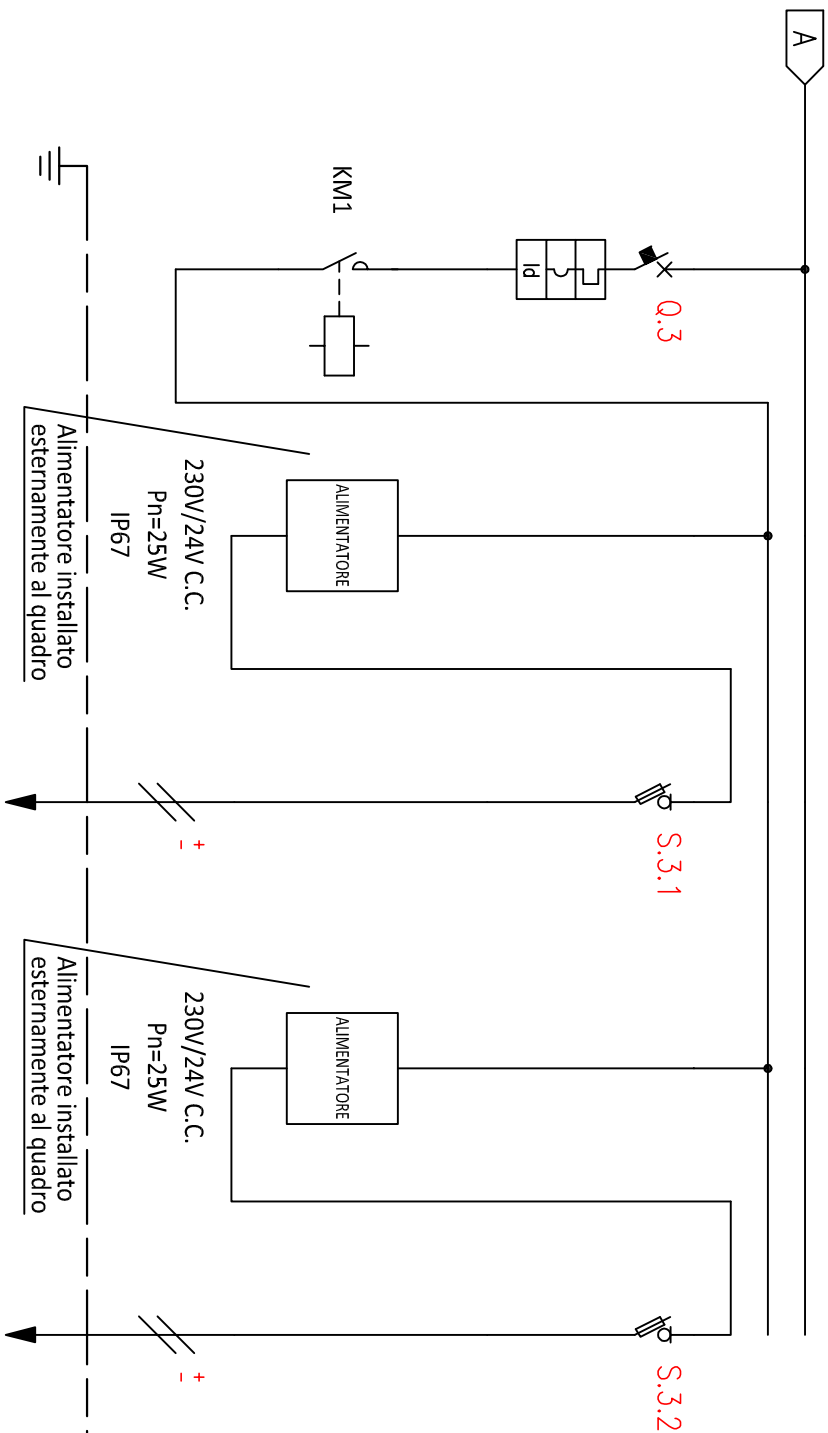 A
Q.3
Id
KM1
ALIMENTATORE
230V/24V C.C.
Pn=25W
IP67
Alimentatore installato
esternamente al quadro
S.3.1
+
-
ALIMENTATORE
230V/24V C.C.
Pn=25W
IP67
Alimentatore installato
esternamente al quadro
S.3.2
+
-